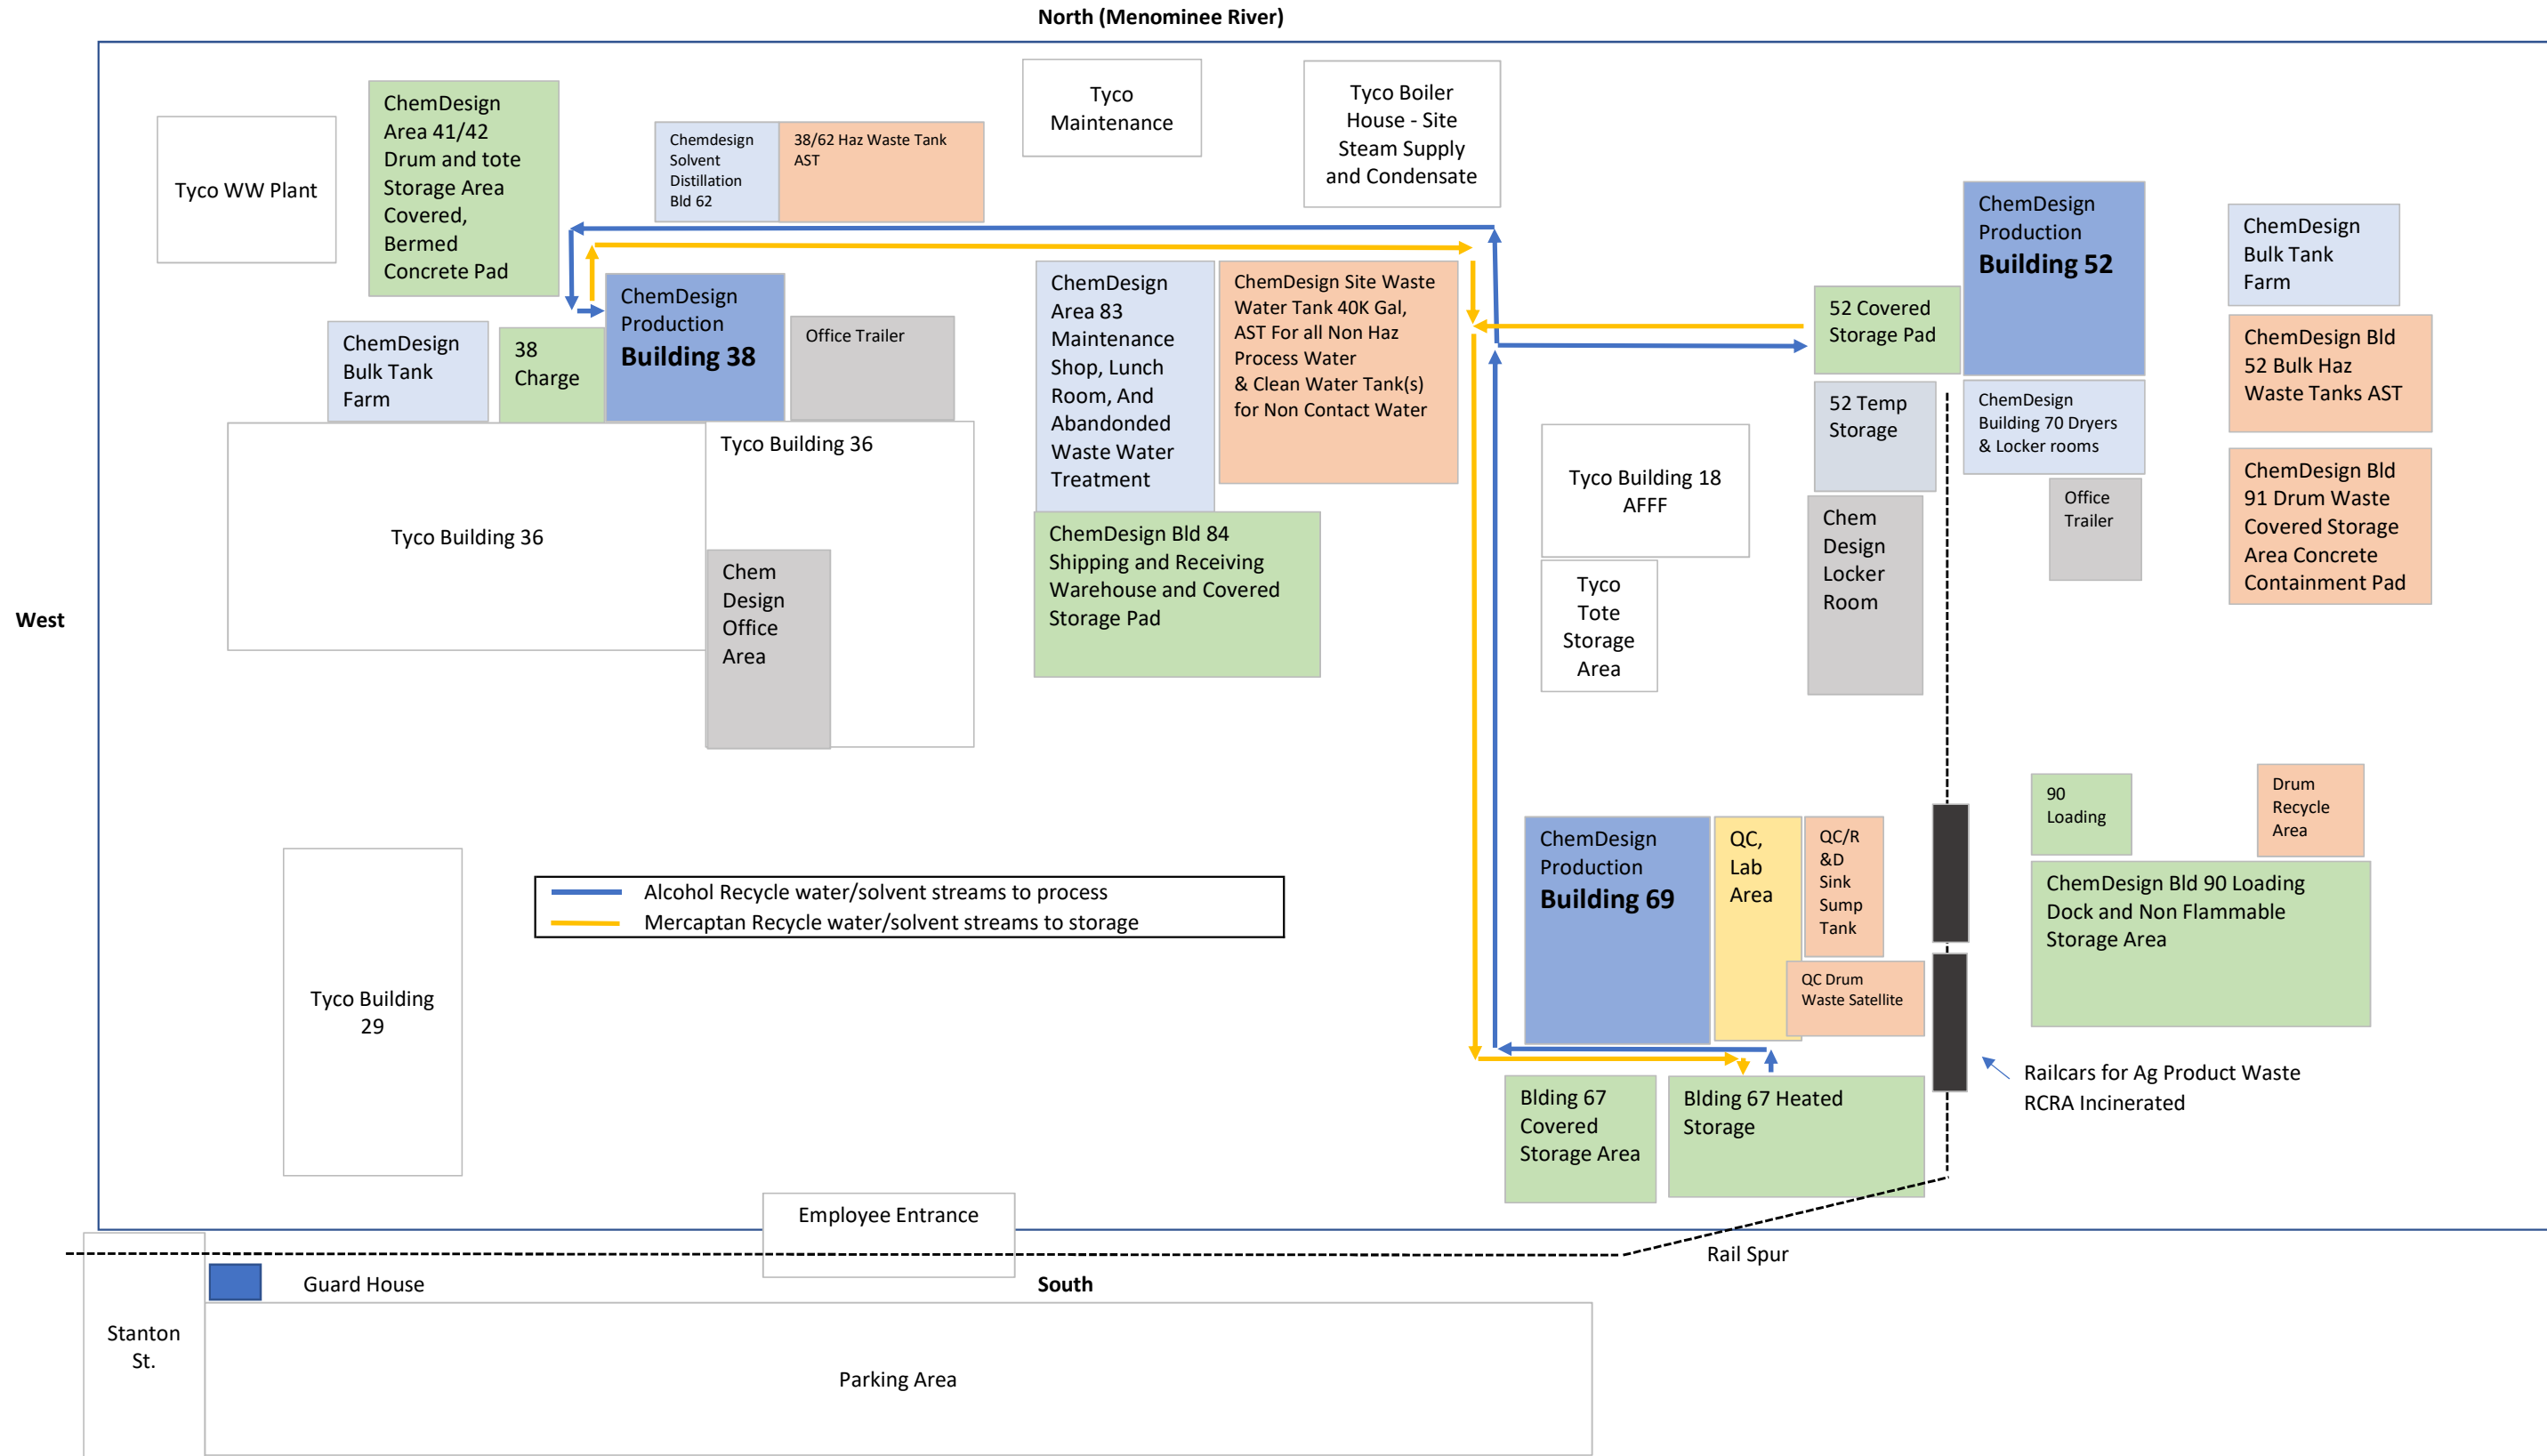 North (Menominee River)
Tyco WW Plant
ChemDesign
Area 41/42
Drum and tote
Storage Area
Covered,
Bermed
Concrete Pad
Chemdesign
Solvent
Distillation
Bld 62
38/62 Haz Waste Tank
AST
Tyco
Maintenance
Tyco Boiler
House - Site
Steam Supply
and Condensate
ChemDesign
Production
Building 52
ChemDesign
Bulk Tank
Farm
ChemDesign
Bulk Tank
Farm
38
Charge
ChemDesign
Production
Building 38
Office Trailer
ChemDesign
Area 83
Maintenance
Shop, Lunch
Room, And
Abandonded
Waste Water
Treatment
ChemDesign Site Waste
Water Tank 40K Gal,
AST For all Non Haz
Process Water
& Clean Water Tank(s)
for Non Contact Water
52 Covered
Storage Pad
ChemDesign Bld
52 Bulk Haz
Waste Tanks AST
52 Temp
Storage
ChemDesign
Building 70 Dryers
& Locker rooms
Tyco Building 36
Tyco Building 36
Chem
Design
Office
Area
ChemDesign Bld 84
Shipping and Receiving
Warehouse and Covered
Storage Pad
Tyco Building 18
AFFF
Tyco
Tote
Storage
Area
Chem
Design
Locker
Room
Office
Trailer
ChemDesign Bld
91 Drum Waste
Covered Storage
Area Concrete
Containment Pad
West
Tyco Building
29
Alcohol Recycle water/solvent streams to process
Mercaptan Recycle water/solvent streams to storage
ChemDesign
Production
Building 69
QC,
Lab
Area
QC/R
&D
Sink
Sump
Tank
QC Drum
Waste Satellite
90
Loading
Drum
Recycle
Area
ChemDesign Bld 90 Loading
Dock and Non Flammable
Storage Area
Blding 67
Covered
Storage Area
Blding 67 Heated
Storage
Railcars for Ag Product Waste
RCRA Incinerated
Employee Entrance
Rail Spur
Guard House
South
Stanton
St.
Parking Area